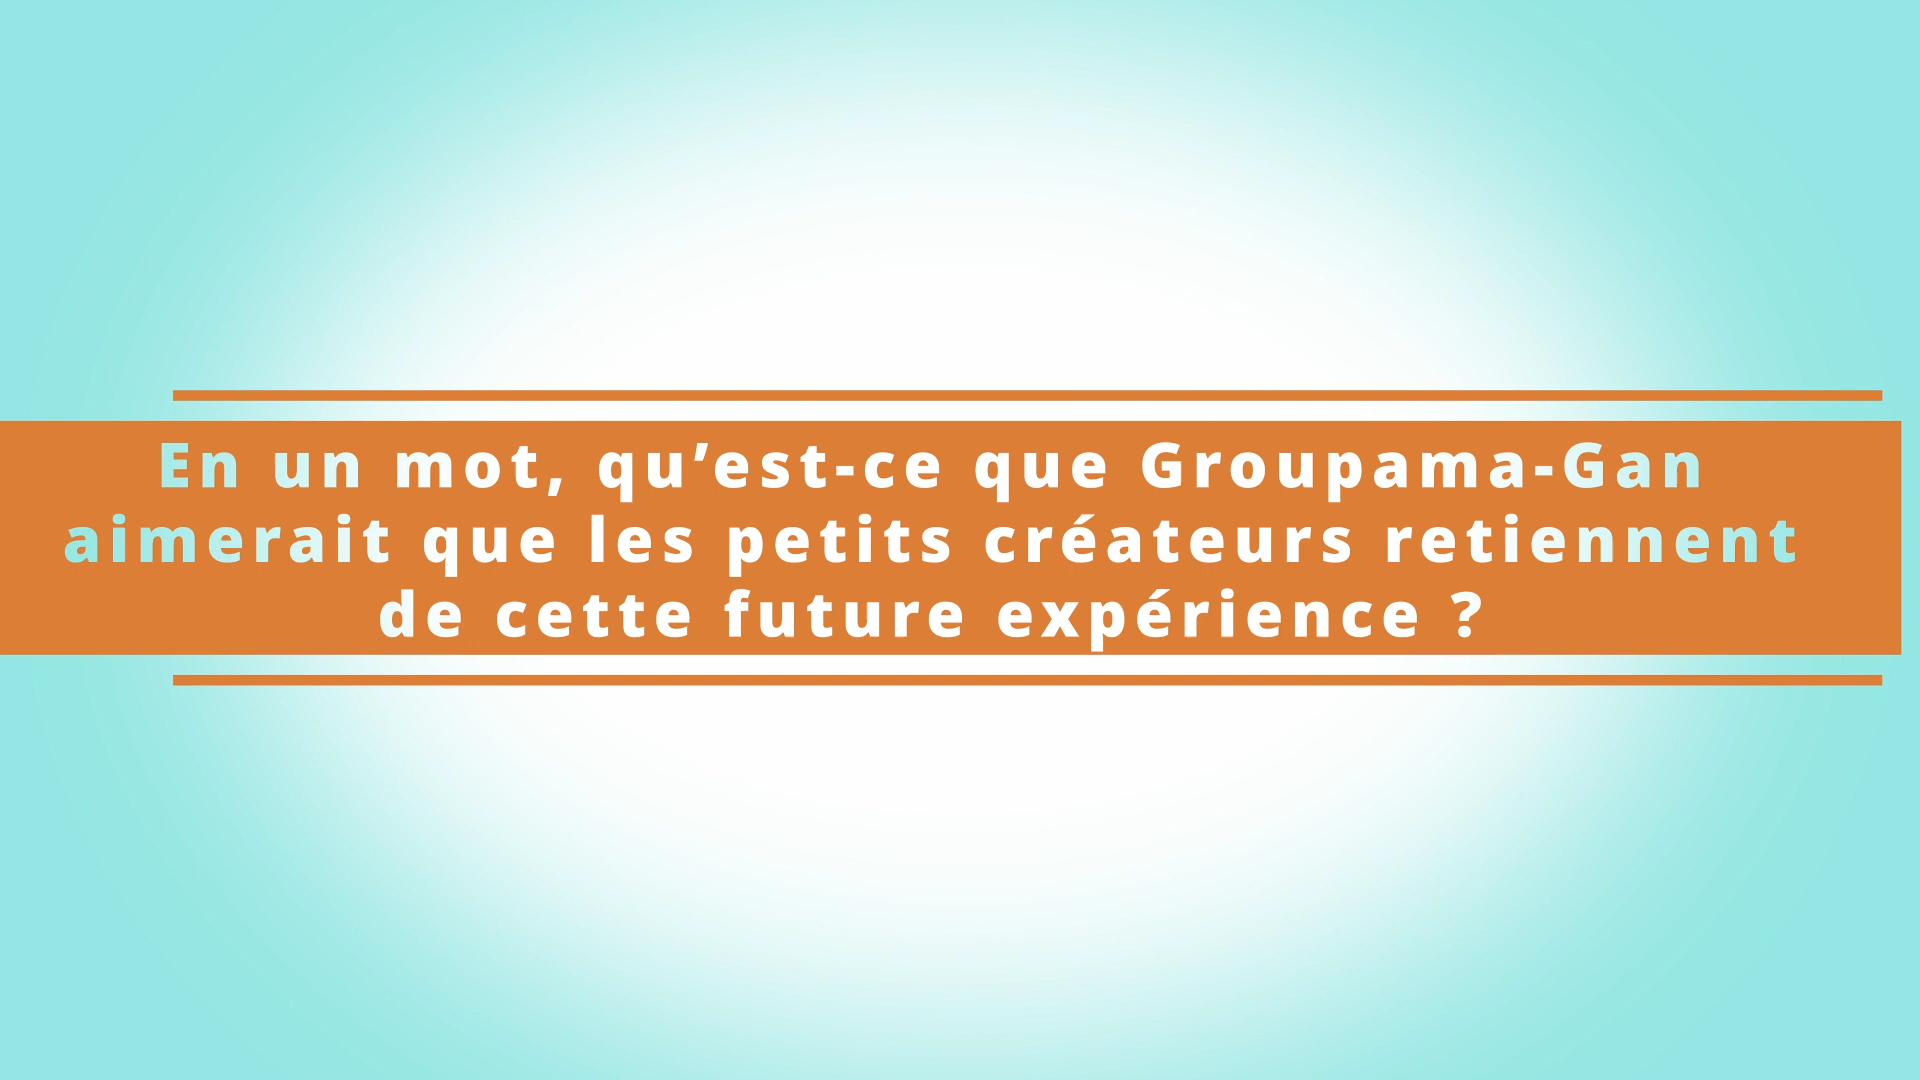 En un mot, qu’est-ce que Groupama-Gan
aimerait que les petits créateurs retiennent
de cette future expérience ?